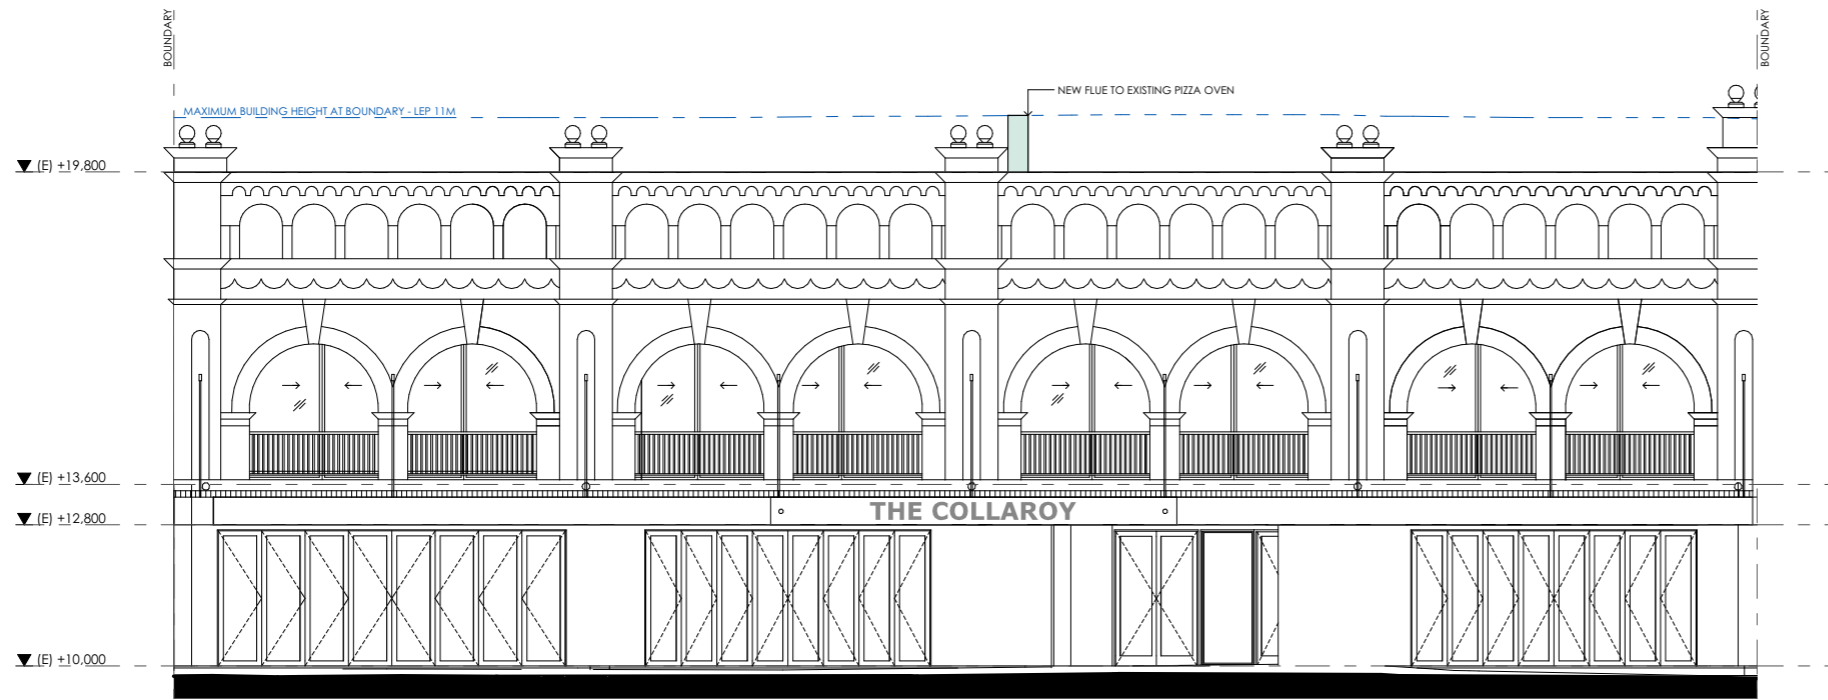 BOUNDARY
BOUNDARY
NEW FLUE TO EXISTING PIZZA OVEN
MAXIMUM BUILDING HEIGHT AT BOUNDARY - LEP 11M
(E) +19,800
(E) +13,600
(E) +12,800
THE COLLAROY
(E) +10,000